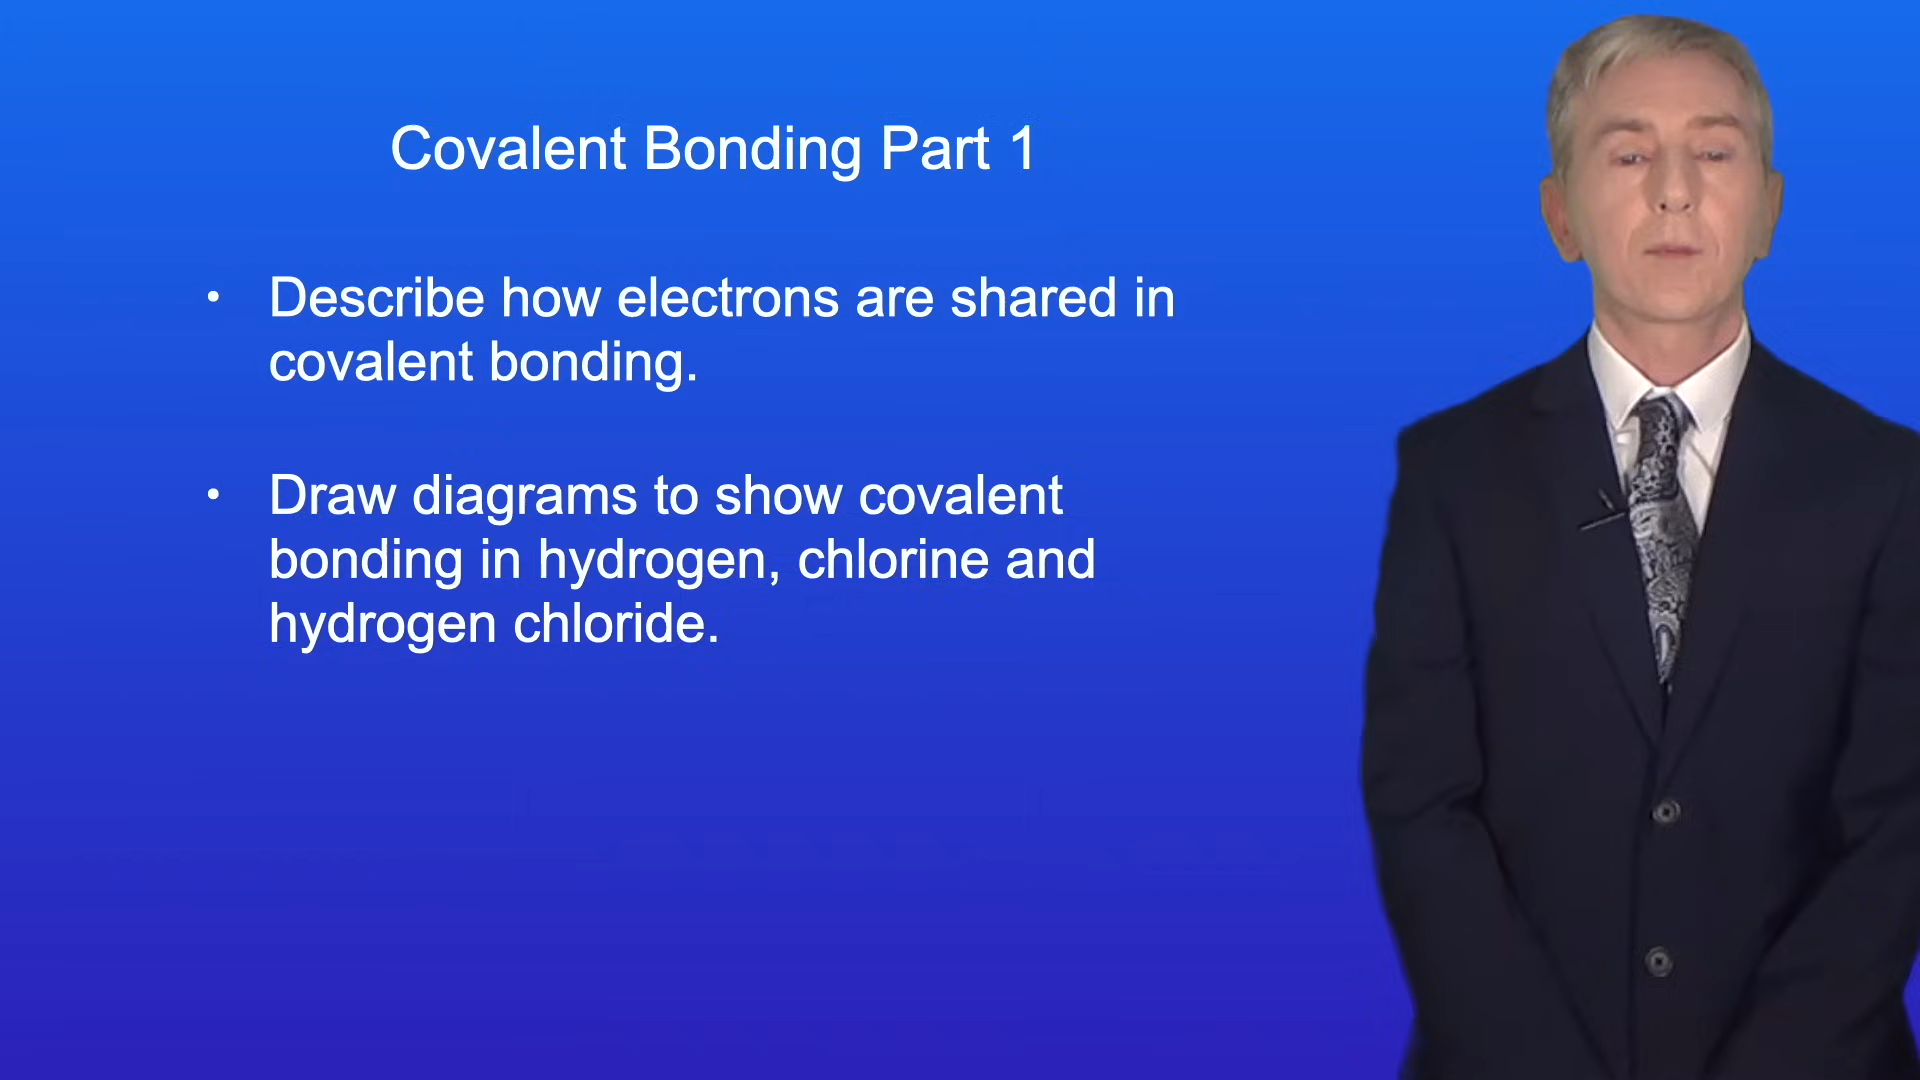 Covalent Bonding Part 1
• Describe how electrons are shared in
covalent bonding.
• Draw diagrams to show covalent
bonding in hydrogen, chlorine and
hydrogen chloride.